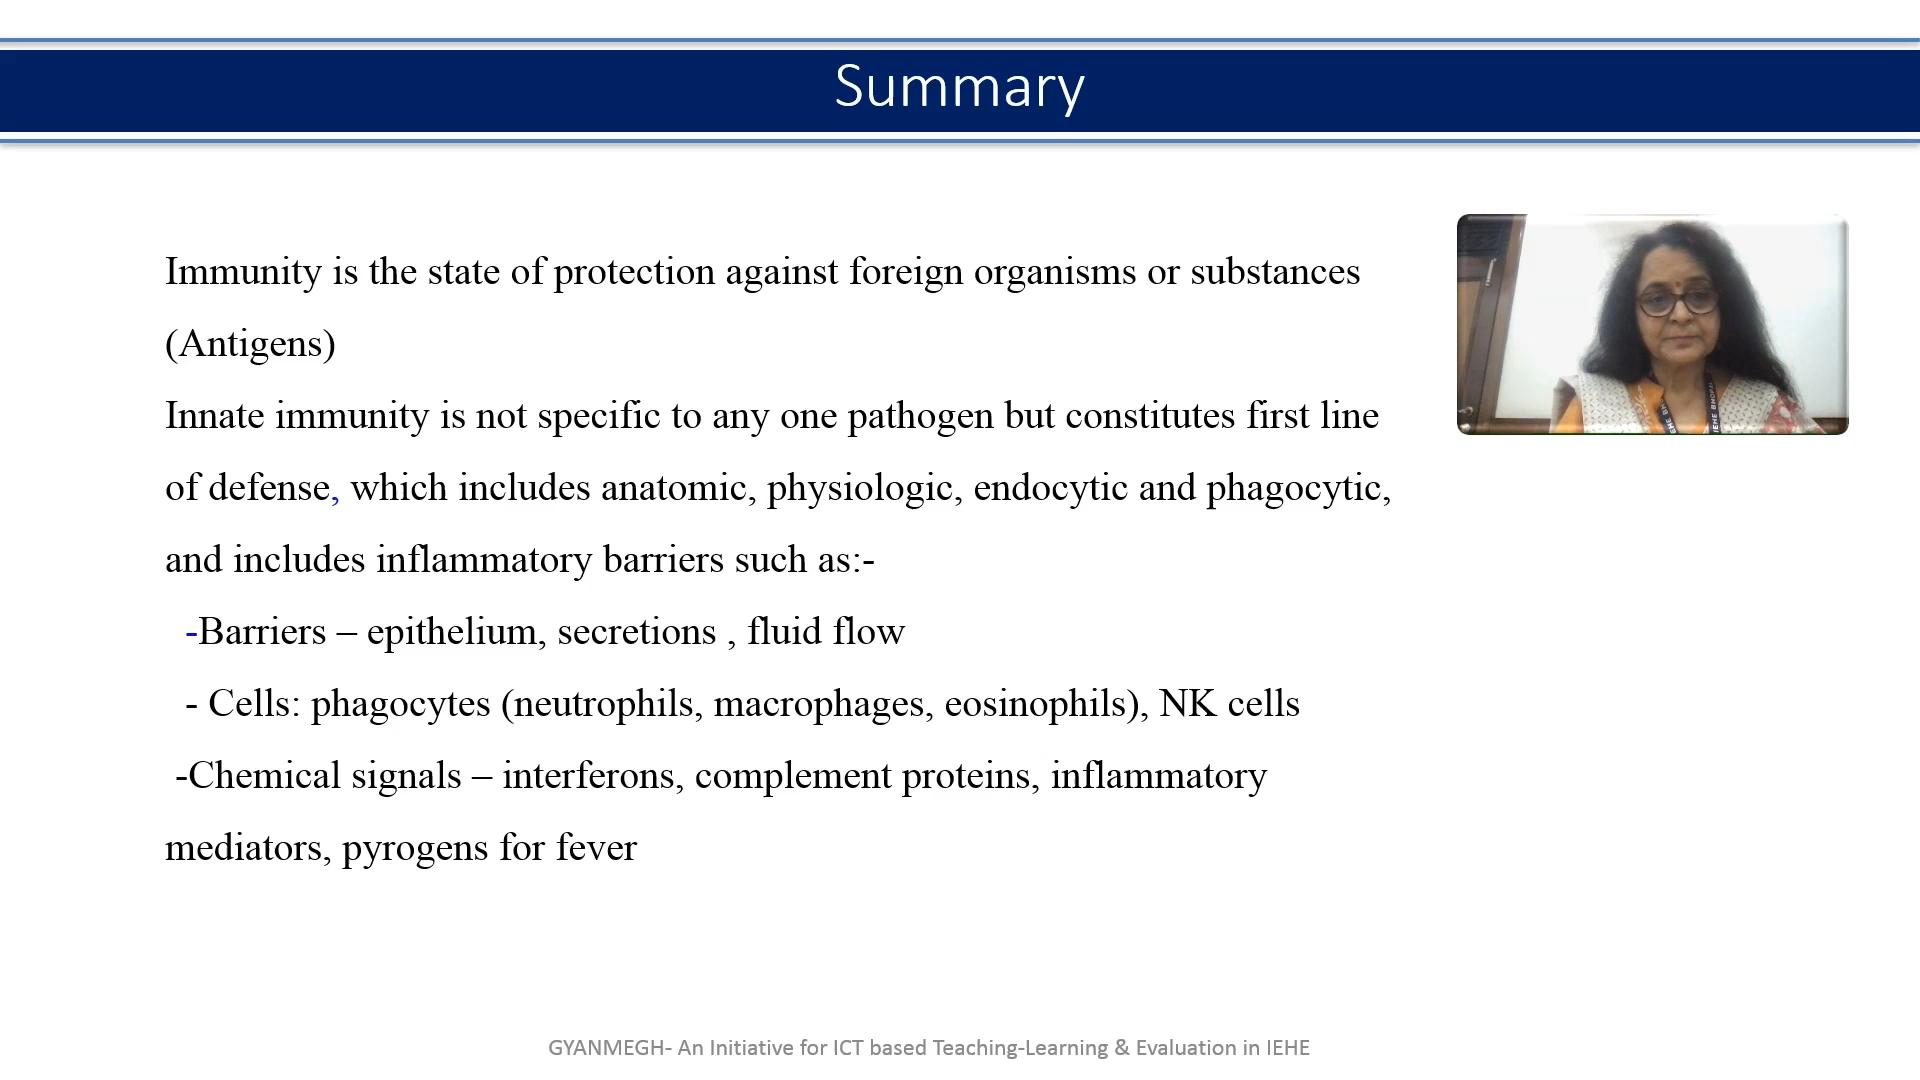 Summary
Immunity is the state of protection against foreign organisms or substances
(Antigens)
Innate immunity is not specific to any one pathogen but constitutes first line
of defense, which includes anatomic, physiologic, endocytic and phagocytic,
and includes inflammatory barriers such as:-
-Barriers – epithelium, secretions , fluid flow
- Cells: phagocytes (neutrophils, macrophages, eosinophils), NK cells
-Chemical signals – interferons, complement proteins, inflammatory
mediators, pyrogens for fever
IEHE BHOPAL
GYANMEGH- An Initiative for ICT based Teaching-Learning & Evaluation in IEHE